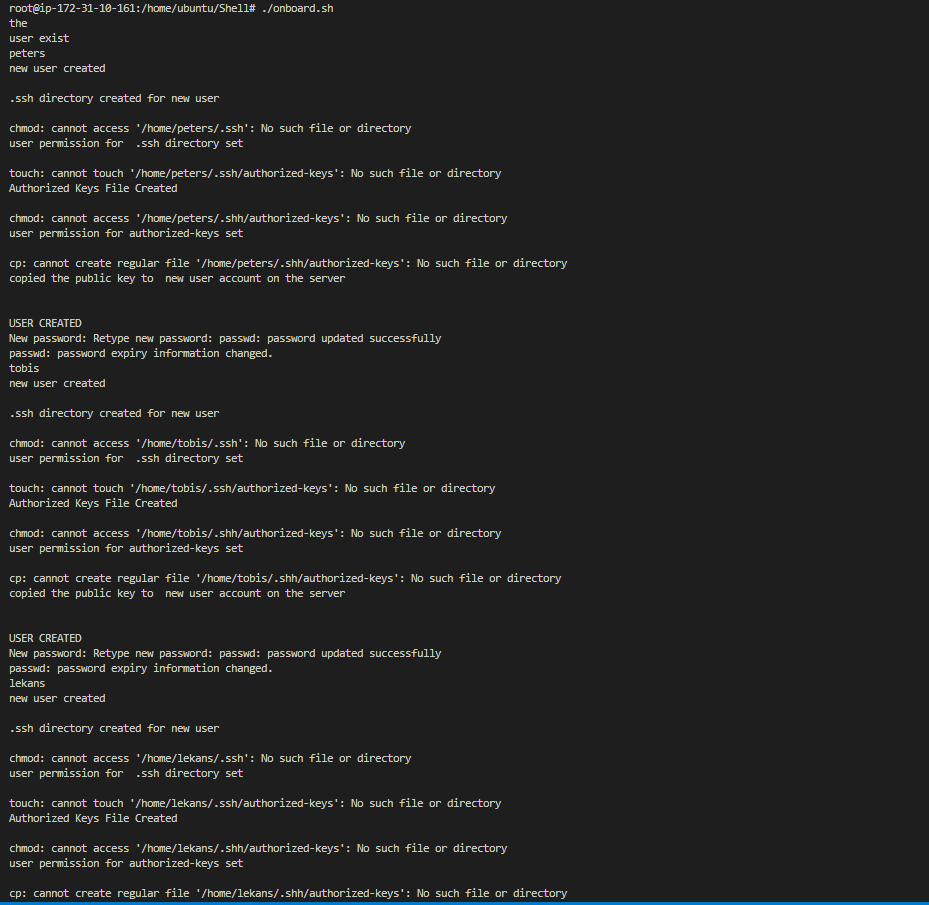 root@ip-172-31-10-161:/home/ubuntu/Shell# ./onboard.sh
the
user exist
peters
new user created
.ssh directory created for new user
chmod: cannot access '/home/peters/.ssh': No such file or directory
user permission for  .ssh directory set
touch: cannot touch '/home/peters/.ssh/authorized-keys': No such file or directory
Authorized Keys File Created
chmod: cannot access '/home/peters/.shh/authorized-keys': No such file or directory
user permission for authorized-keys set
cp: cannot create regular file '/home/peters/.shh/authorized-keys': No such file or directory
copied the public key to  new user account on the server
USER CREATED
New password: Retype new password: passwd: password updated successfully
passwd: password expiry information changed.
tobis
new user created
.ssh directory created for new user
chmod: cannot access '/home/tobis/.ssh': No such file or directory
user permission for  .ssh directory set
touch: cannot touch '/home/tobis/.ssh/authorized-keys': No such file or directory
Authorized Keys File Created
chmod: cannot access '/home/tobis/.shh/authorized-keys': No such file or directory
user permission for authorized-keys set
cp: cannot create regular file '/home/tobis/.shh/authorized-keys': No such file or directory
copied the public key to  new user account on the server
USER CREATED
New password: Retype new password: passwd: password updated successfully
passwd: password expiry information changed.
lekans
new user created
.ssh directory created for new user
chmod: cannot access '/home/lekans/.ssh': No such file or directory
user permission for  .ssh directory set
touch: cannot touch '/home/lekans/.ssh/authorized-keys': No such file or directory
Authorized Keys File Created
chmod: cannot access '/home/lekans/.shh/authorized-keys': No such file or directory
user permission for authorized-keys set
cp: cannot create regular file '/home/lekans/.shh/authorized-keys': No such file or directory